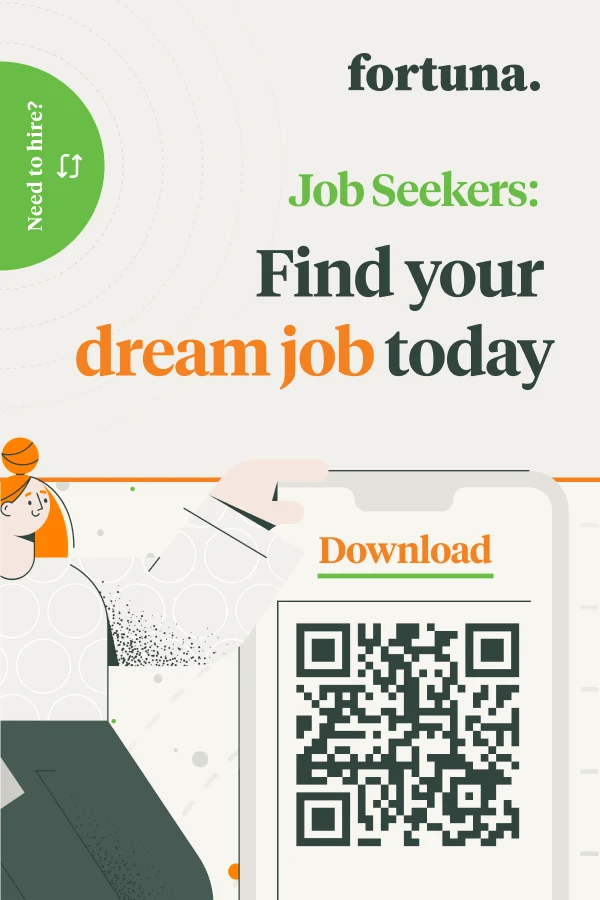 fortuna.
Need to hire?
Job Seekers:
Find your
dream job today
Download